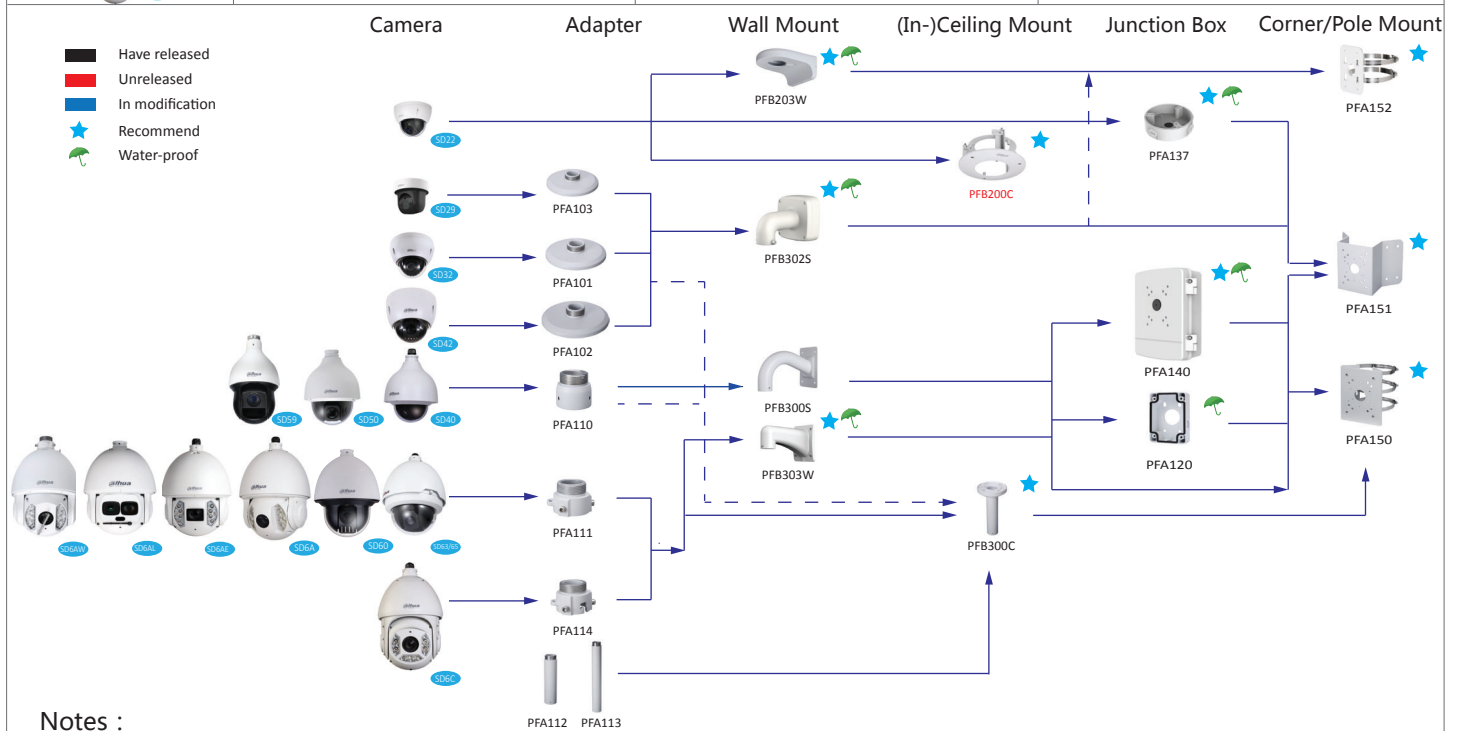 Camera
Adapter
Wall Mount
(In-)Ceiling Mount
Junction Box
Corner/Pole Mount
Have released
Unreleased
In modification
Recommend
Water-proof
SD22
PFB203W
PFA152
PFA137
PFB200C
SD29
PFA103
SD32
PFA101
PFB302S
SD42
PFA102
PFA151
SD59
SD50
SD40
PFA110
PFB300S
PFA140
PFB303W
PFA120
PFA150
SD6AW
SD6AL
SD6AE
SD6A
SD60
SD63/65
PFA111
PFB300C
SD6C
PFA114
PFA112
PFA113
Notes :